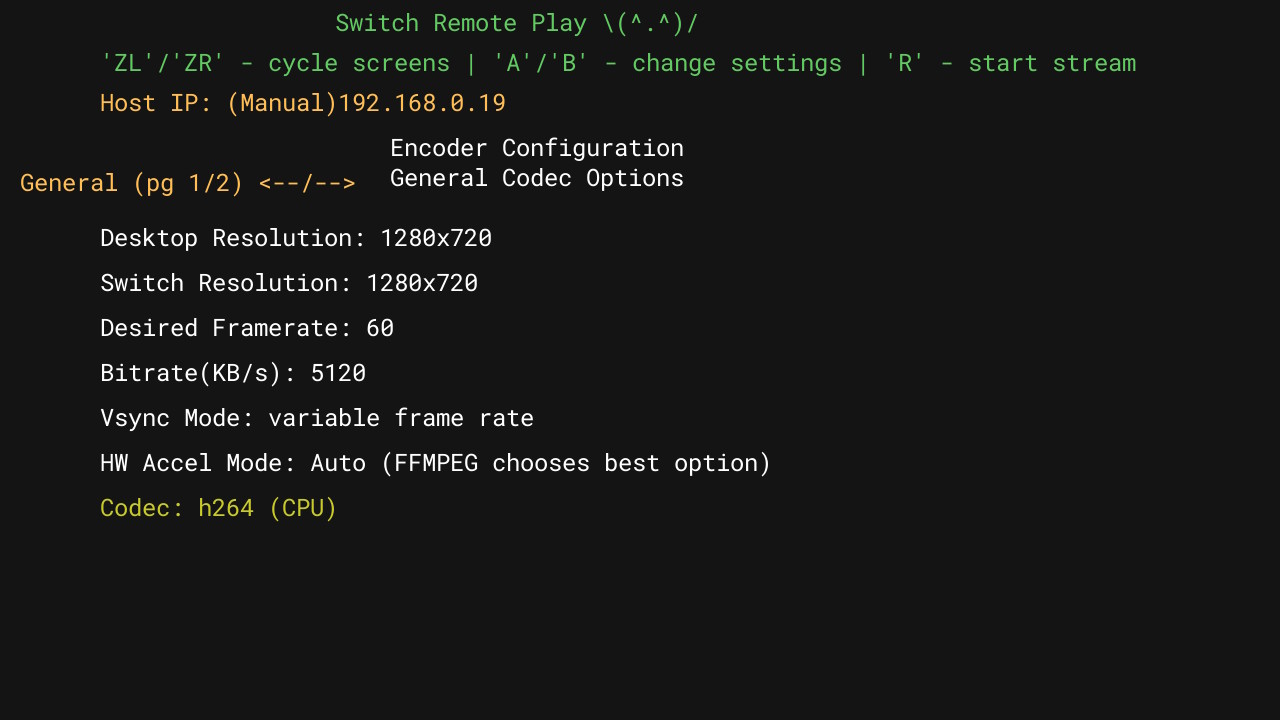 Switch Remote Play \(^.^)/
'ZL'/'ZR' - cycle screens | 'A'/'B' - change settings | 'R' - start stream
Host IP: (Manual)192.168.0.19
Encoder Configuration
General (pg 1/2) <--/-->
General Codec Options
Desktop Resolution: 1280x720
Switch Resolution: 1280x720
Desired Framerate: 60
Bitrate(KB/s): 5120
Vsync Mode: variable frame rate
HW Accel Mode: Auto (FFMPEG chooses best option)
Codec: h264 (CPU)